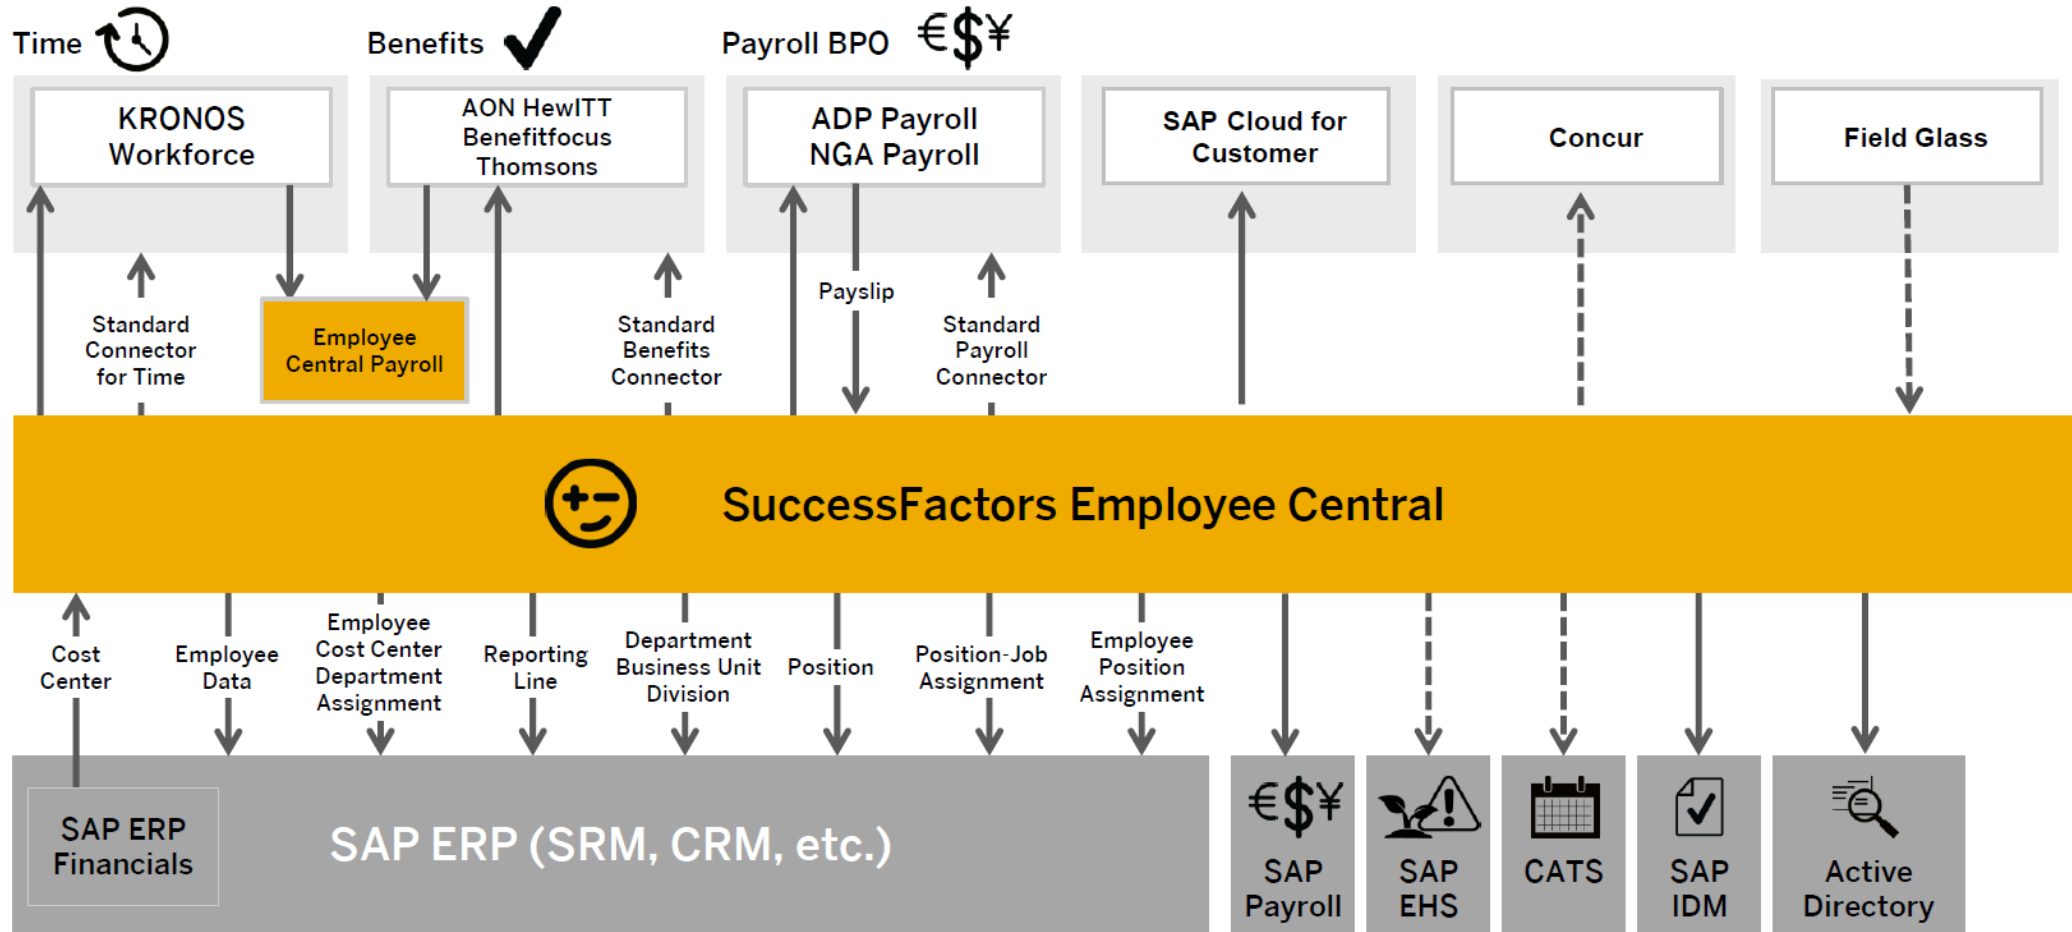 Time
Benefits
Payroll BPO
€$¥
KRONOS
Workforce
AON HewITT
Benefitfocus
Thomsons
ADP Payroll
NGA Payroll
SAP Cloud for
Customer
Concur
Field Glass
Standard
Connector
for Time
Employee
Central Payroll
Standard
Benefits
Connector
Payslip
Standard
Payroll
Connector
SuccessFactors Employee Central
Cost
Center
Employee
Data
Employee
Cost Center
Department
Assignment
Reporting
Line
Department
Business Unit
Division
Position
Position-Job
Assignment
Employee
Position
Assignment
SAP ERP
Financials
SAP ERP (SRM, CRM, etc.)
€$¥
SAP
Payroll
SAP
EHS
CATS
SAP
IDM
Active
Directory